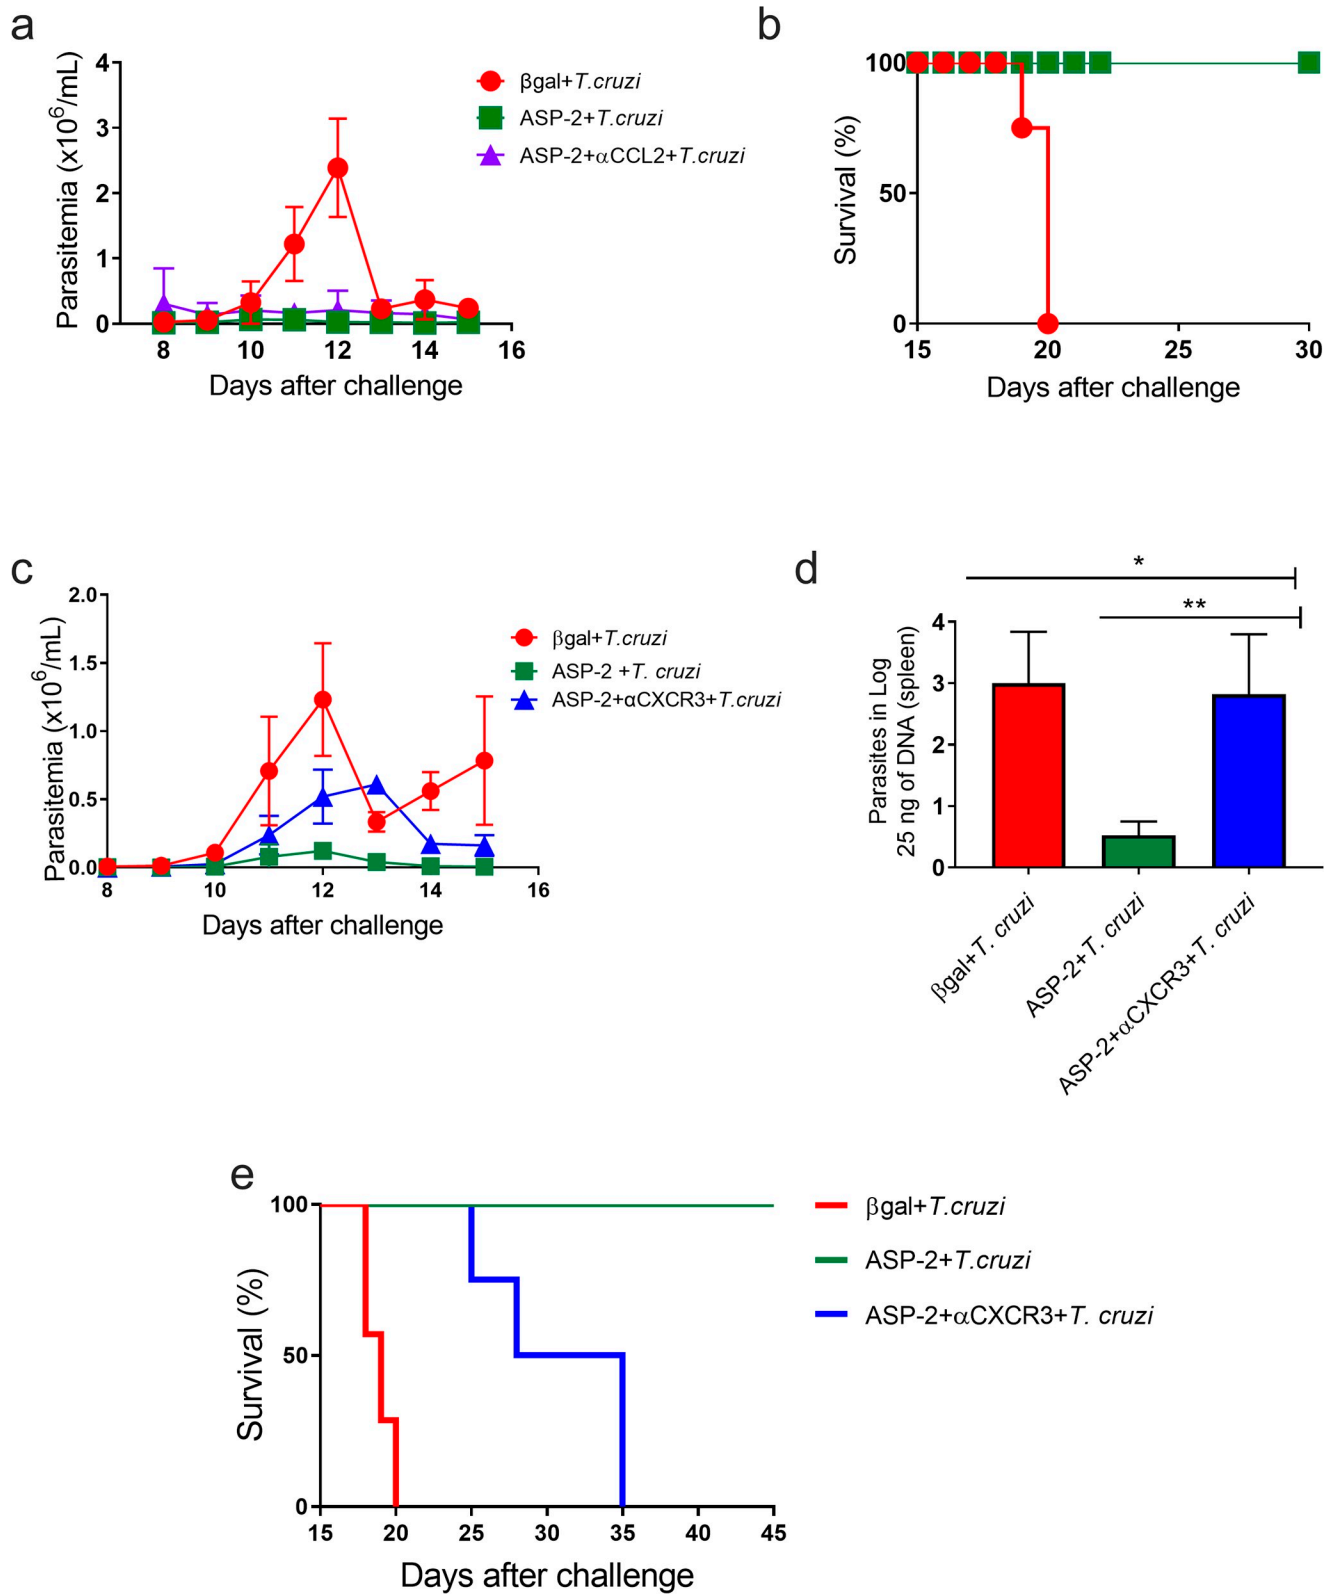 a
Parasitemia (x10⁶/mL)
4
3
2
1
0
8 10 12 14 16
Days after challenge
βgal+T.cruzi
ASP-2+T.cruzi
ASP-2+αCCL2+T.cruzi
b
Survival (%)
100
50
0
15 20 25 30
Days after challenge
c
Parasitemia (x10⁶/mL)
2.0
1.5
1.0
0.5
0.0
8 10 12 14 16
Days after challenge
βgal+T.cruzi
ASP-2 +T. cruzi
ASP-2+αCXCR3+T.cruzi
d
*
**
Parasites in Log
25 ng of DNA (spleen)
4
3
2
1
0
βgal+T. cruzi
ASP-2+T. cruzi
ASP-2+αCXCR3+T. cruzi
e
Survival (%)
100
50
0
15 20 25 30 35 40 45
Days after challenge
βgal+T.cruzi
ASP-2+T.cruzi
ASP-2+αCXCR3+T. cruzi